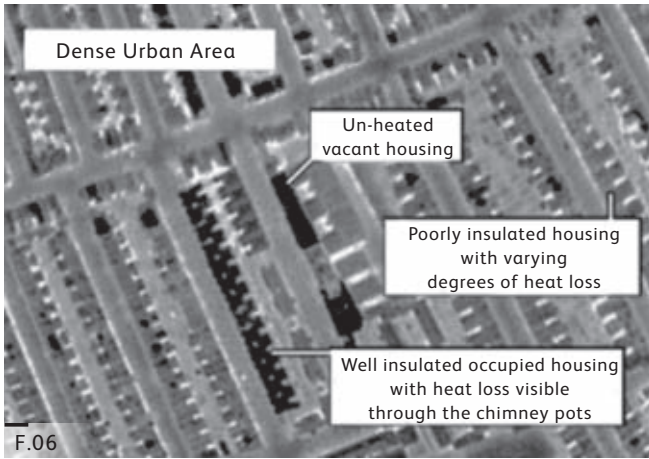 Dense Urban Area
Un-heated
vacant housing
Poorly insulated housing
with varying
degrees of heat loss
Well insulated occupied housing
with heat loss visible
through the chimney pots
F.06